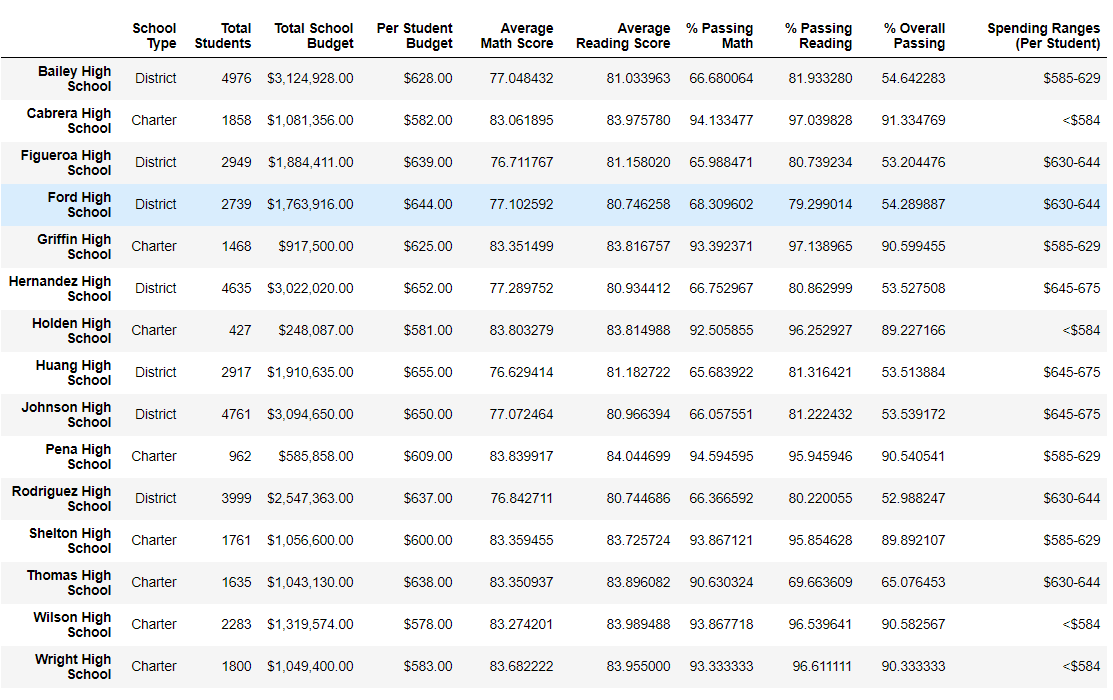 School Type Total Students Total School Budget Per Student Budget Average Math Score Average Reading Score % Passing Math % Passing Reading % Overall Passing Spending Ranges (Per Student)
Bailey High School District 4976 $3,124,928.00 $628.00 77.048432 81.033963 66.680064 81.933280 54.642283 $585-629
Cabrera High School Charter 1858 $1,081,356.00 $582.00 83.061895 83.975780 94.133477 97.039828 91.334769 <$584
Figueroa High School District 2949 $1,884,411.00 $639.00 76.711767 81.158020 65.988471 80.739234 53.204476 $630-644
Ford High School District 2739 $1,763,916.00 $644.00 77.102592 80.746258 68.309602 79.299014 54.289887 $630-644
Griffin High School Charter 1468 $917,500.00 $625.00 83.351499 83.816757 93.392371 97.138965 90.599455 $585-629
Hernandez High School District 4635 $3,022,020.00 $652.00 77.289752 80.934412 66.752967 80.862999 53.527508 $645-675
Holden High School Charter 427 $248,087.00 $581.00 83.803279 83.814988 92.505855 96.252927 89.227166 <$584
Huang High School District 2917 $1,910,635.00 $655.00 76.629414 81.182722 65.683922 81.316421 53.513884 $645-675
Johnson High School District 4761 $3,094,650.00 $650.00 77.072464 80.966394 66.057551 81.222432 53.539172 $645-675
Pena High School Charter 962 $585,858.00 $609.00 83.839917 84.044699 94.594595 95.945946 90.540541 $585-629
Rodriguez High School District 3999 $2,547,363.00 $637.00 76.842711 80.744686 66.366592 80.220055 52.988247 $630-644
Shelton High School Charter 1761 $1,056,600.00 $600.00 83.359455 83.725724 93.867121 95.854628 89.892107 $585-629
Thomas High School Charter 1635 $1,043,130.00 $638.00 83.350937 83.896082 90.630324 69.663609 65.076453 $630-644
Wilson High School Charter 2283 $1,319,574.00 $578.00 83.274201 83.989488 93.867718 96.539641 90.582567 <$584
Wright High School Charter 1800 $1,049,400.00 $583.00 83.682222 83.955000 93.333333 96.611111 90.333333 <$584